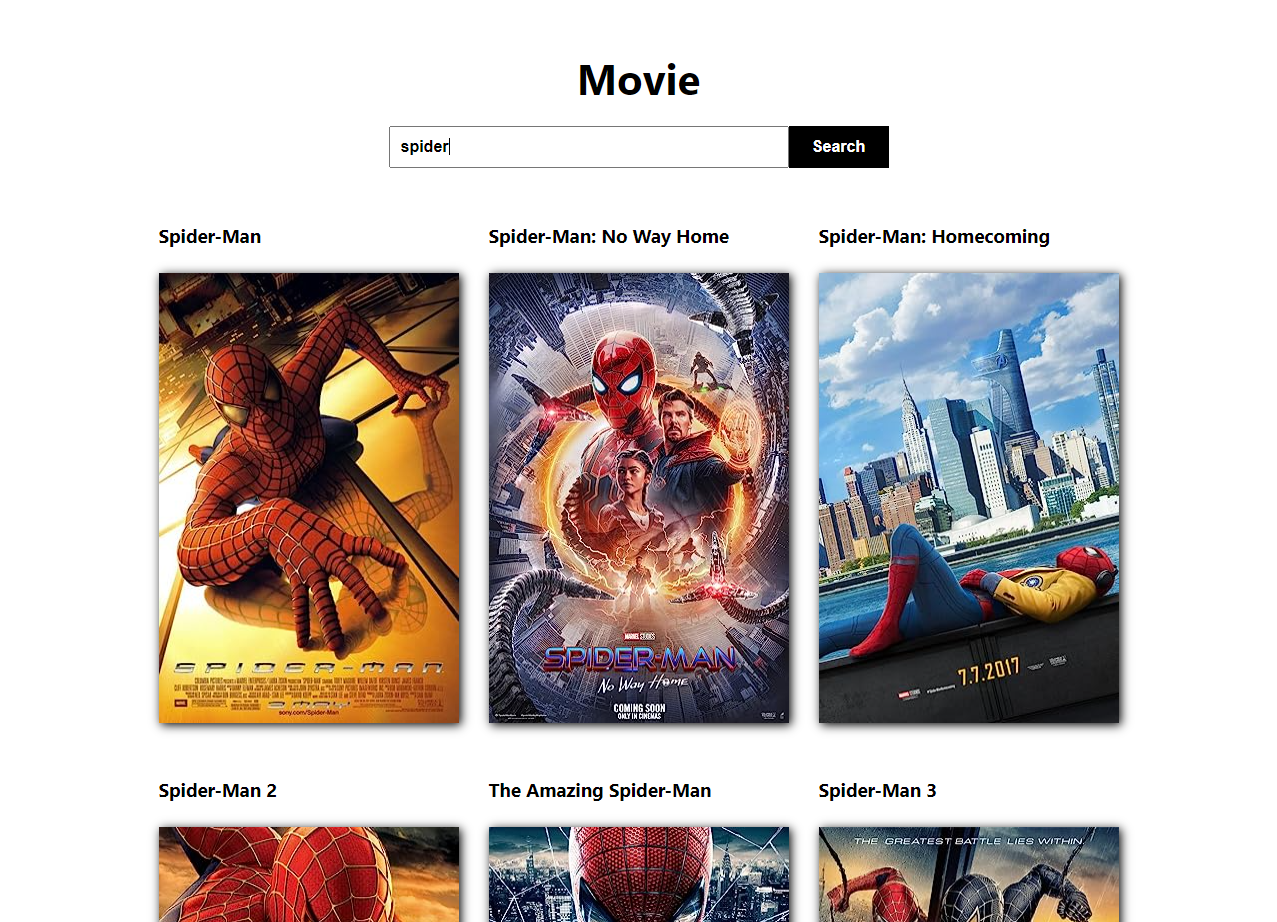 Movie
spider
Search
Spider-Man
Spider-Man: No Way Home
Spider-Man: Homecoming
SPIDER-MAN
sony.com/Spider-Man
MARVEL STUDIOS
SPIDER-MAN
No Way Home
COMING SOON
ONLY IN CINEMAS
7.7.2017
Spider-Man 2
The Amazing Spider-Man
Spider-Man 3
THE GREATEST BATTLE LIES WITHIN.